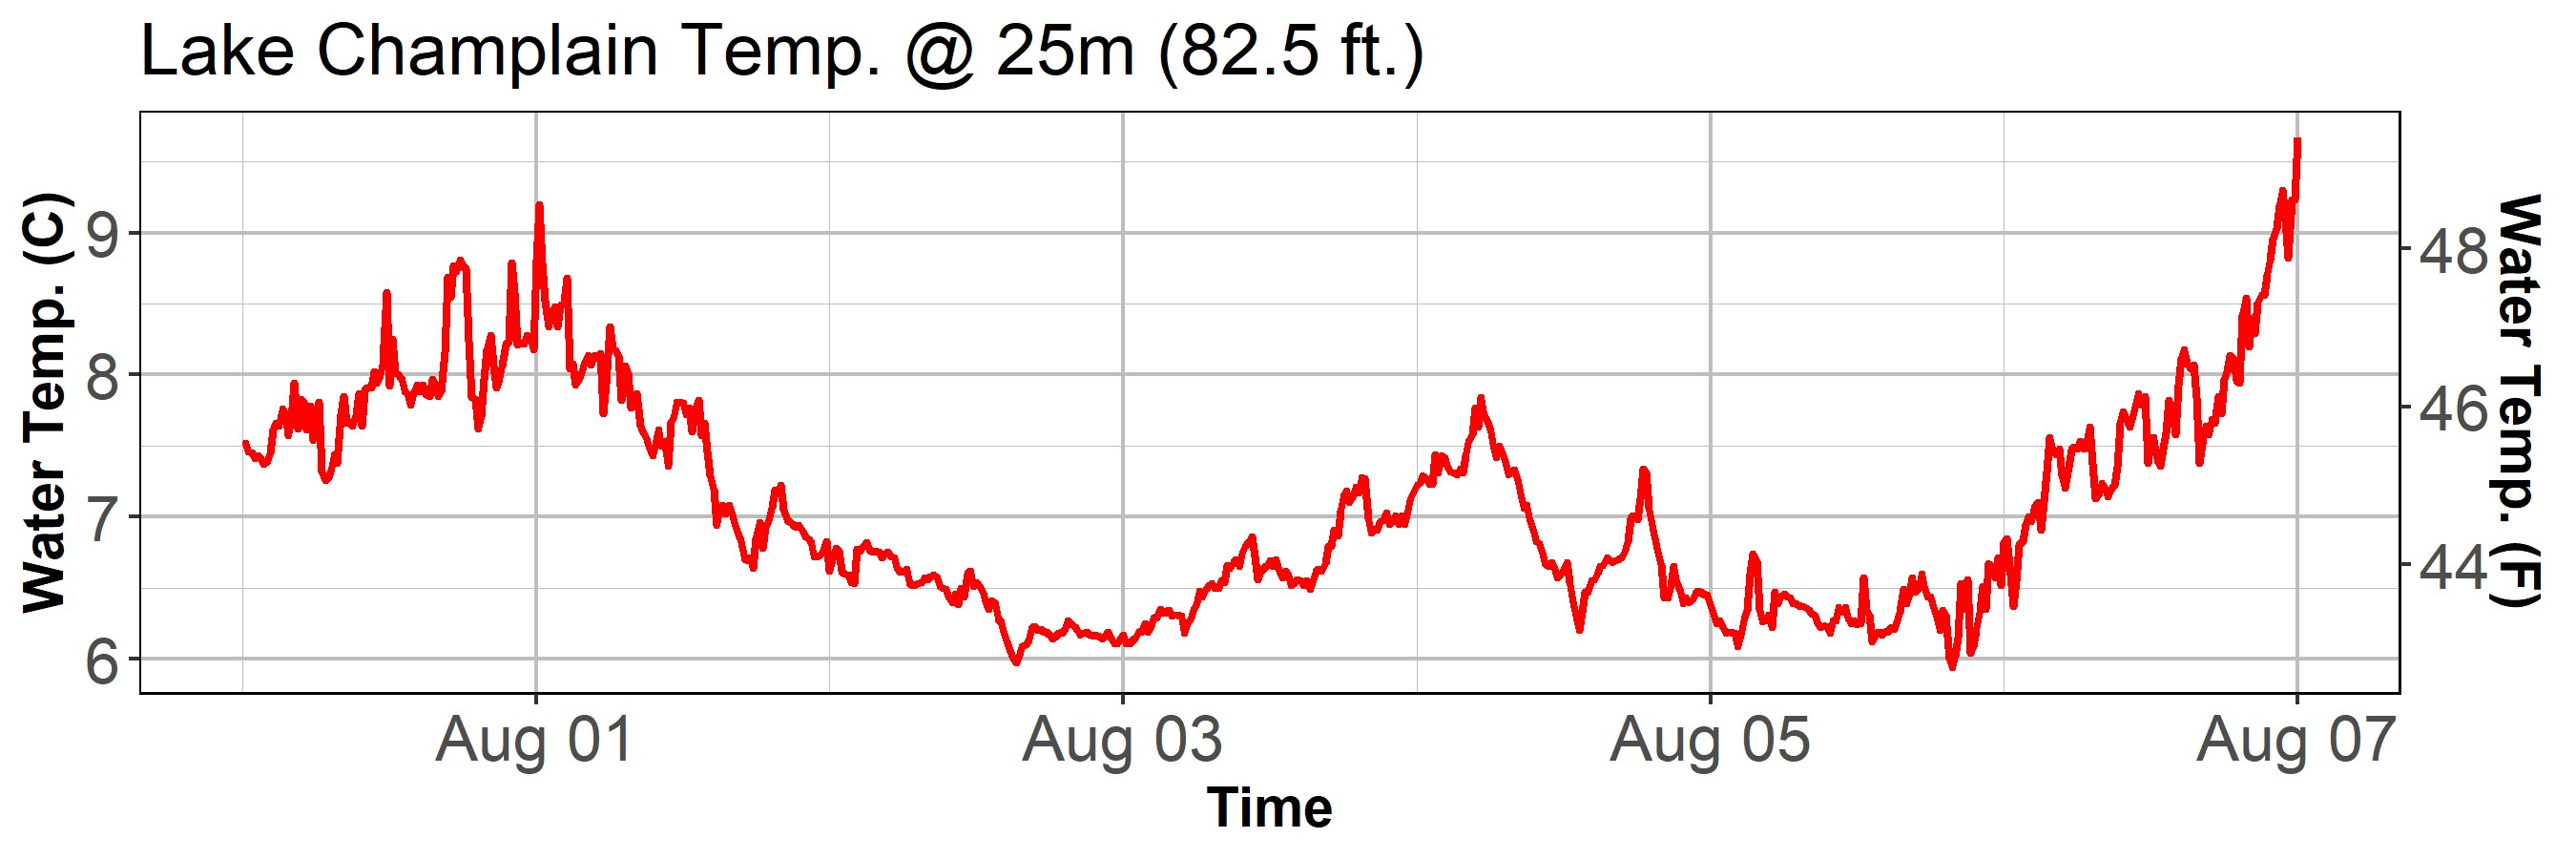 Lake Champlain Temp. @ 25m (82.5 ft.)
Water Temp. (C)
9
8
7
6
48
46
44
Water Temp. (F)
Aug 01 Aug 03 Aug 05 Aug 07
Time